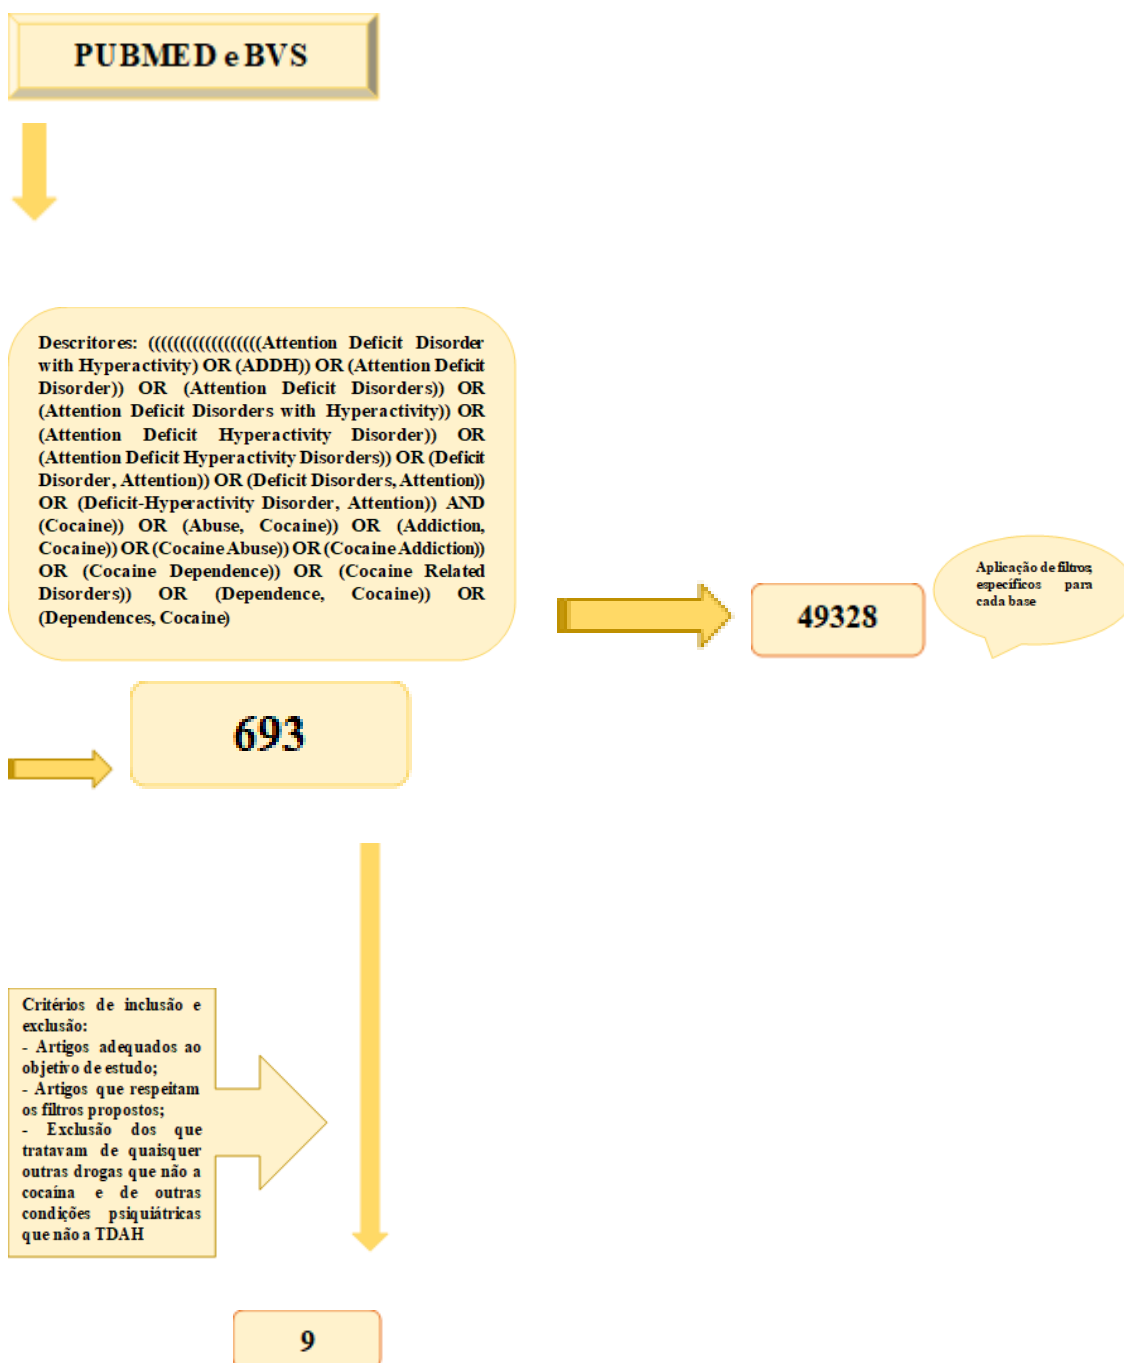 PUBMED e BVS
Descritores: ((((((((((((((((((Attention Deficit Disorder
with Hyperactivity) OR (ADDH)) OR (Attention Deficit
Disorder)) OR (Attention Deficit Disorders)) OR
(Attention Deficit Disorders with Hyperactivity)) OR
(Attention Deficit Hyperactivity Disorder)) OR
(Attention Deficit Hyperactivity Disorders)) OR (Deficit
Disorder, Attention)) OR (Deficit Disorders, Attention))
OR (Deficit-Hyperactivity Disorder, Attention)) AND
(Cocaine)) OR (Abuse, Cocaine)) OR (Addiction,
Cocaine)) OR (Cocaine Abuse)) OR (Cocaine Addiction))
OR (Cocaine Dependence)) OR (Cocaine Related
Disorders)) OR (Dependence, Cocaine)) OR
(Dependences, Cocaine)
49328
Aplicação de filtros,
específicos para
cada base
693
Critérios de inclusão e
exclusão:
- Artigos adequados ao
objetivo de estudo;
- Artigos que respeitam
os filtros propostos;
- Exclusão dos que
tratavam de quaisquer
outras drogas que não a
cocaína e de outras
condições psiquiátricas
que não a TDAH
9